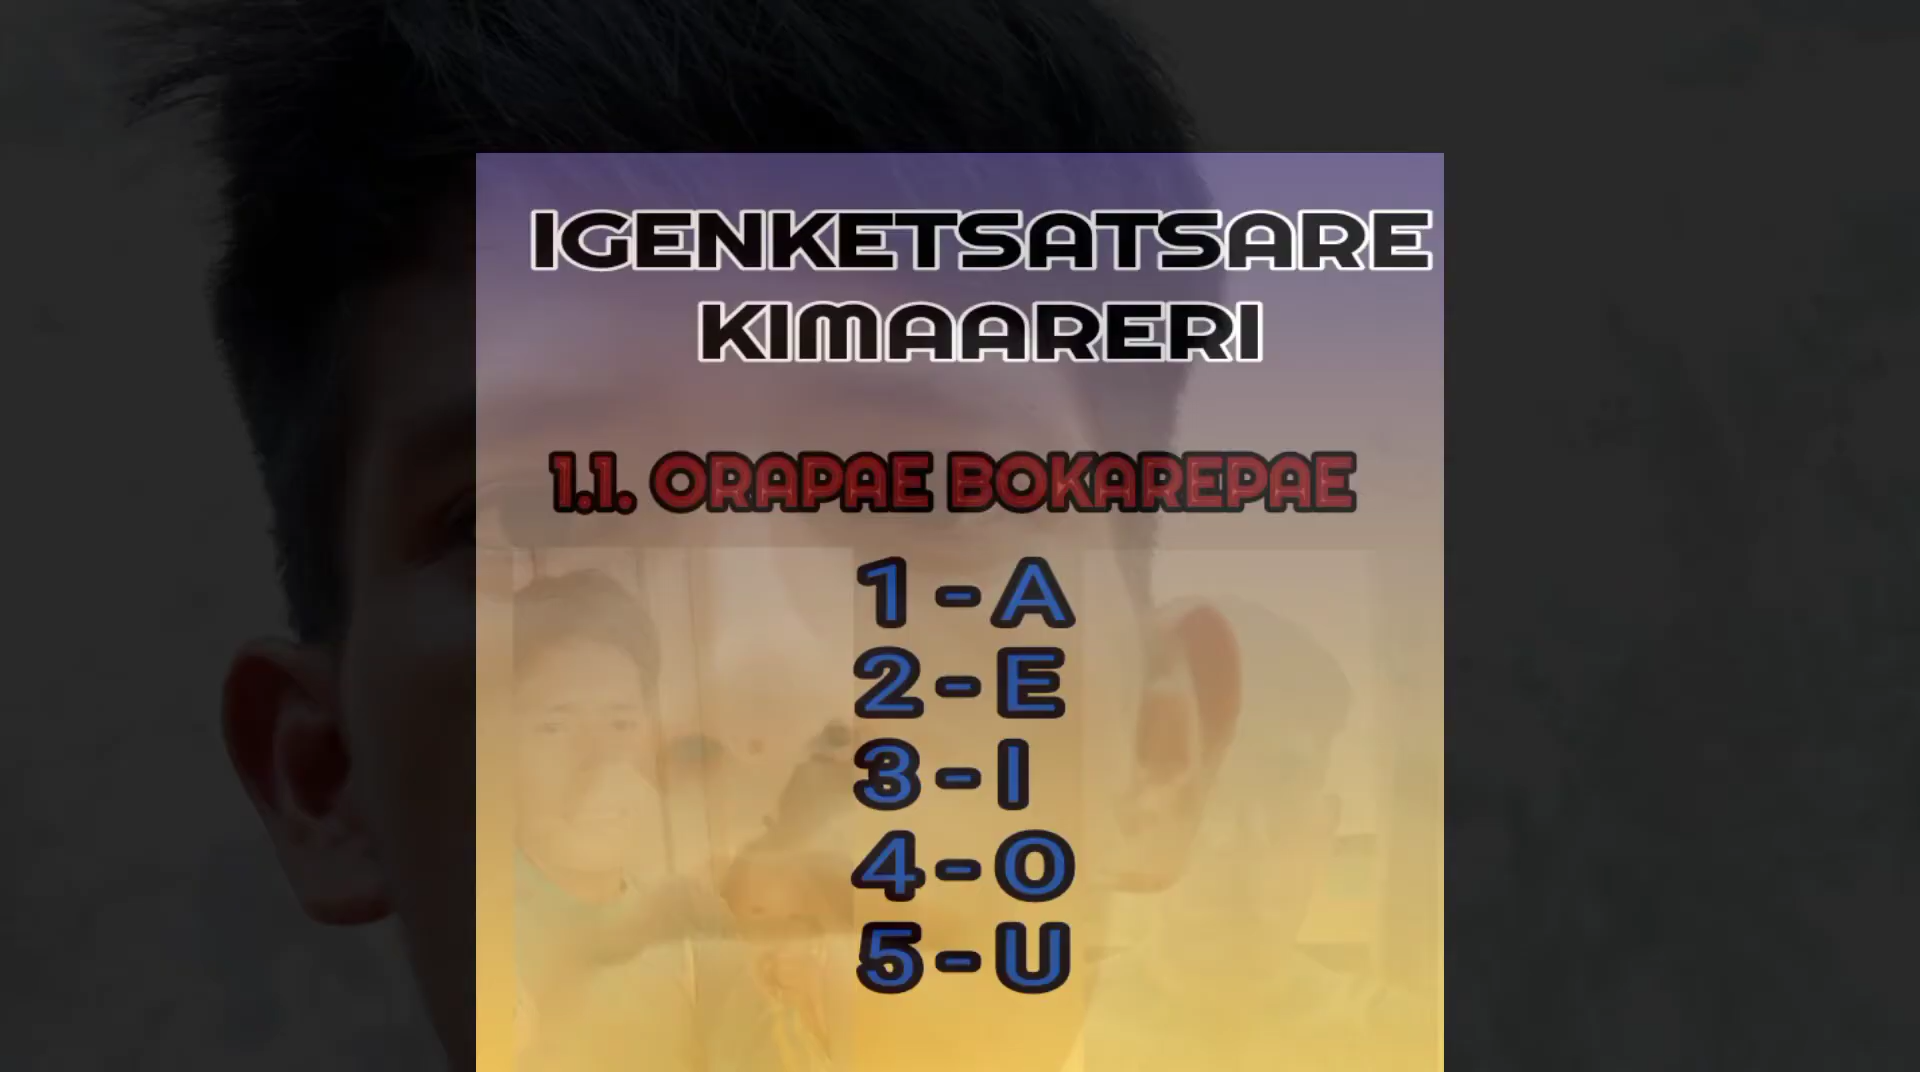 IGENKETSATSARE
KIMAARERI
1.1. ORAPAE BOKAREPAE
1 - A
2 - E
3 - I
4 - O
5 - U